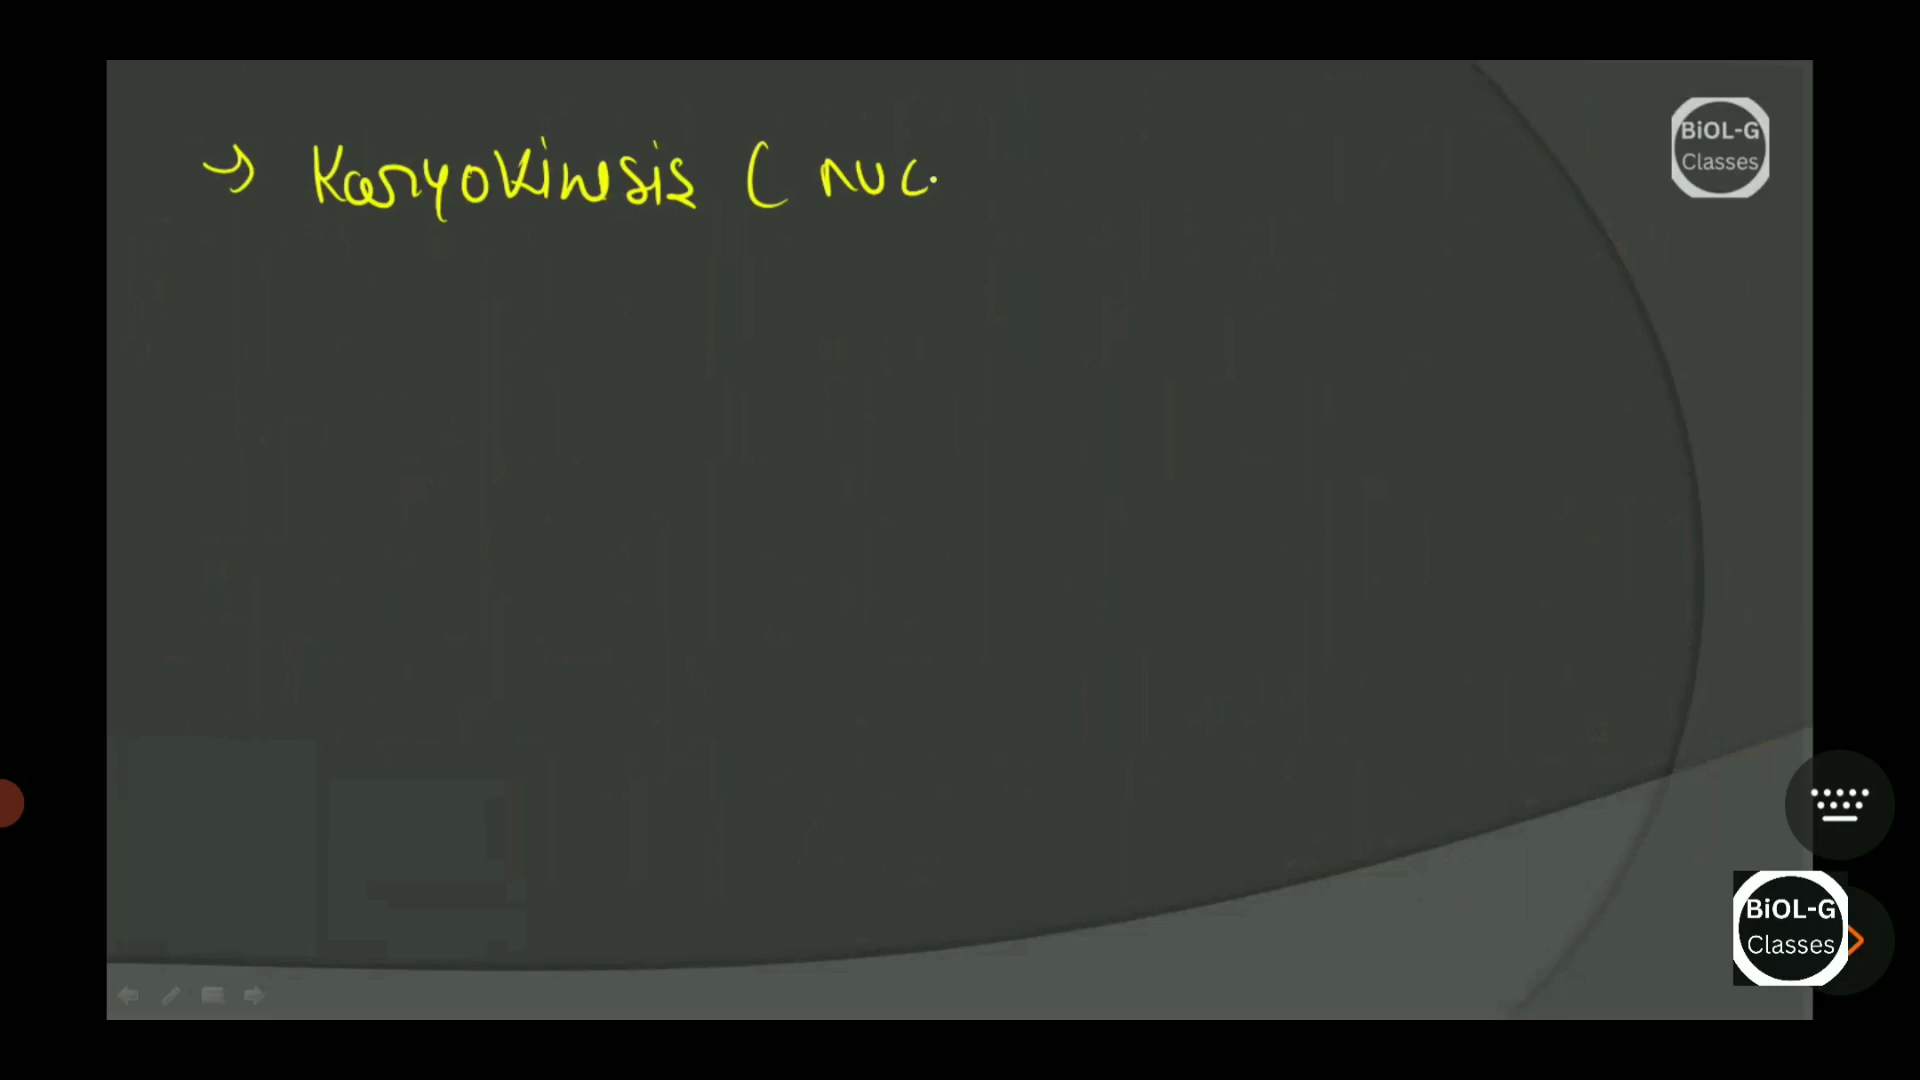 → Karyokinesis ( nuc.
BiOL-G
Classes
BiOL-G
Classes